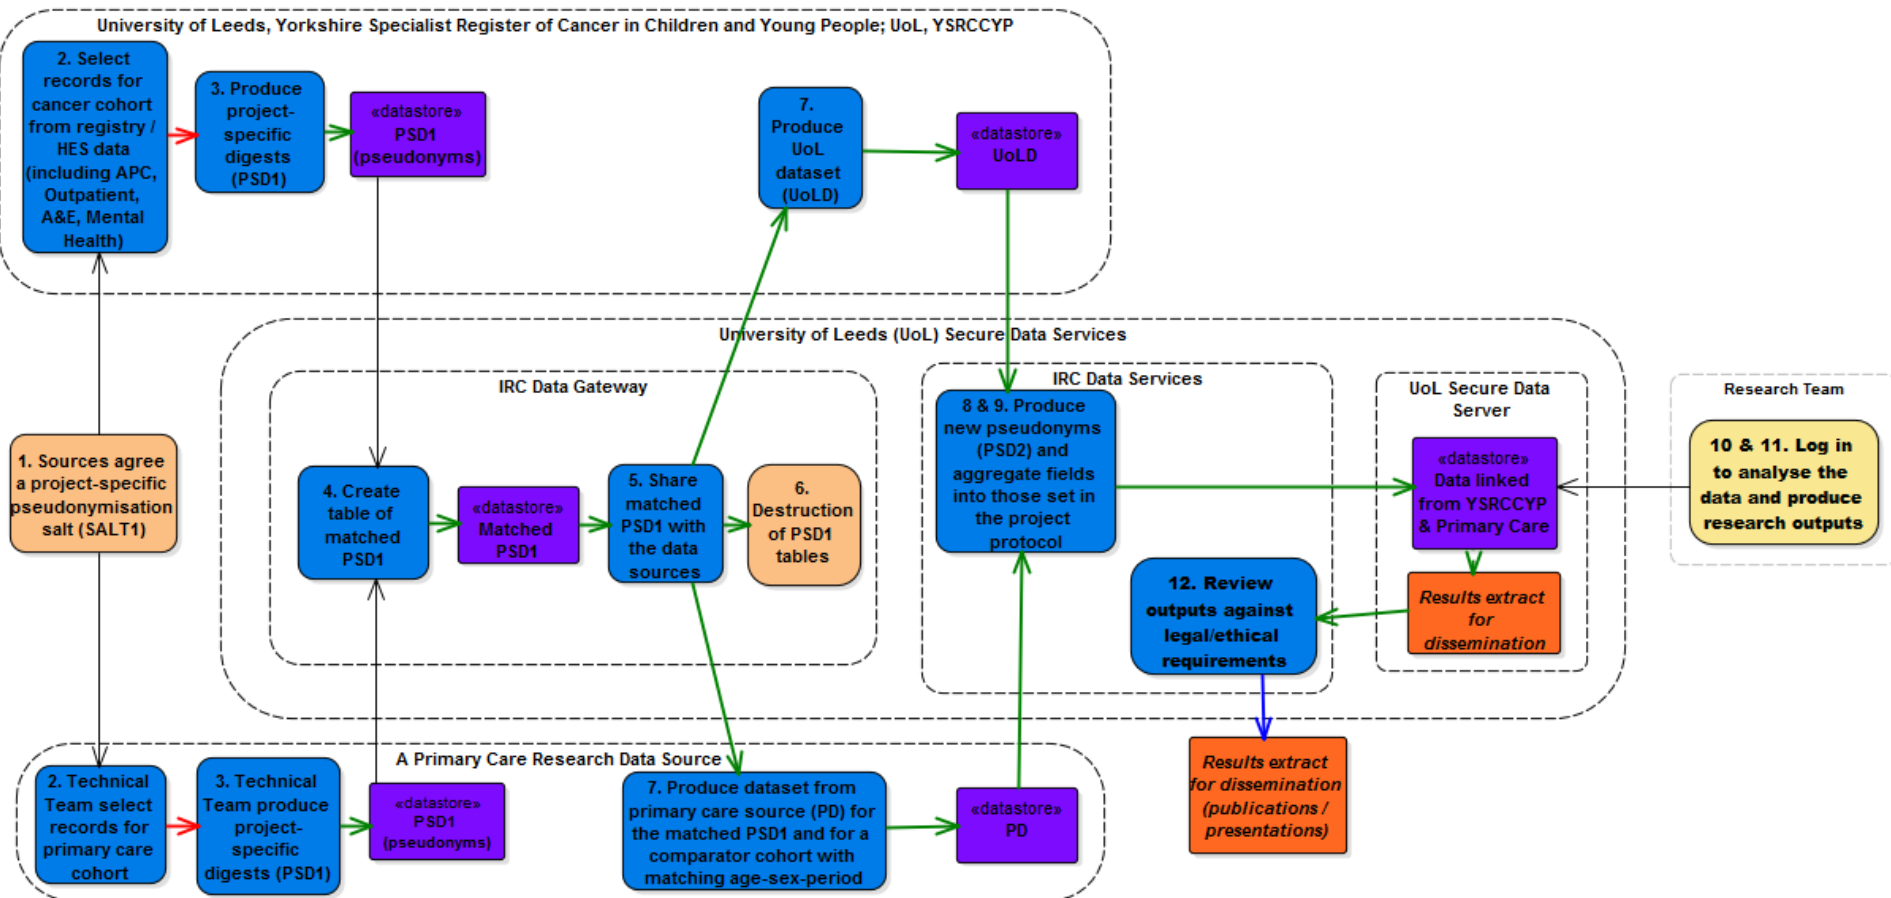 University of Leeds, Yorkshire Specialist Register of Cancer in Children and Young People; UoL, YSRCCYP
2. Select
records for
cancer cohort
from registry /
HES data
(including APC,
Outpatient,
A&E, Mental
Health)
3. Produce
project-
specific
digests
(PSD1)
«datastore»
PSD1
(pseudonyms)
7.
Produce
UoL
dataset
(UoLD)
«datastore»
UoLD
University of Leeds (UoL) Secure Data Services
IRC Data Gateway
1. Sources agree
a project-specific
pseudonymisation
salt (SALT1)
4. Create
table of
matched
PSD1
«datastore»
Matched
PSD1
5. Share
matched
PSD1 with
the data
sources
6.
Destruction
of PSD1
tables
IRC Data Services
8 & 9. Produce
new pseudonyms
(PSD2) and
aggregate fields
into those set in
the project
protocol
12. Review
outputs against
legal/ethical
requirements
UoL Secure Data
Server
«datastore»
Data linked
from YSRCCYP
& Primary Care
Results extract
for
dissemination
Research Team
10 & 11. Log in
to analyse the
data and produce
research outputs
A Primary Care Research Data Source
2. Technical
Team select
records for
primary care
cohort
3. Technical
Team produce
project-
specific
digests (PSD1)
«datastore»
PSD1
(pseudonyms)
7. Produce dataset from
primary care source (PD) for
the matched PSD1 and for a
comparator cohort with
matching age-sex-period
«datastore»
PD
Results extract
for dissemination
(publications /
presentations)